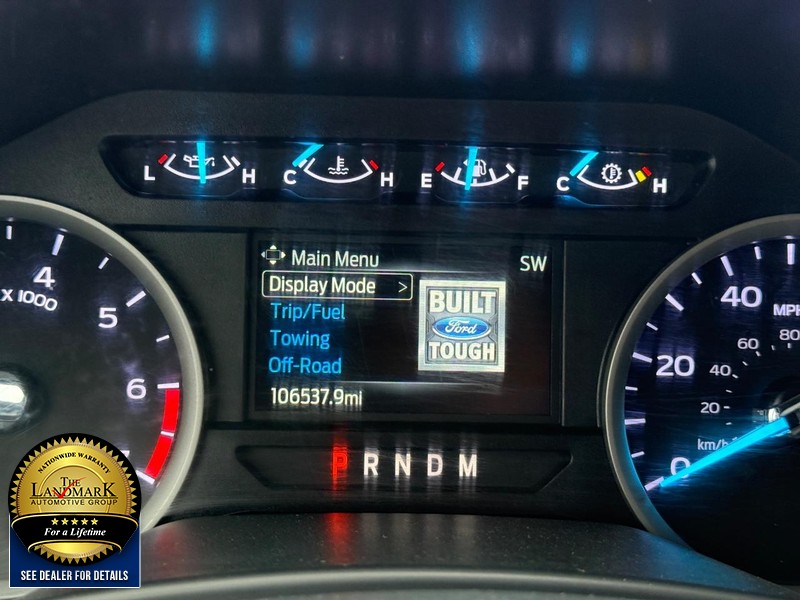 L H C H E F C H
4
X 1000
5
6
Main Menu
SW
Display Mode >
Trip/Fuel
Towing
Off-Road
106537.9mi
BUILT
Ford
TOUGH
P R N D M
40
MPH
80
60
20
40
20
km/h
0
NATIONWIDE WARRANTY
THE
LANDMARK
AUTOMOTIVE GROUP
For a Lifetime
SEE DEALER FOR DETAILS